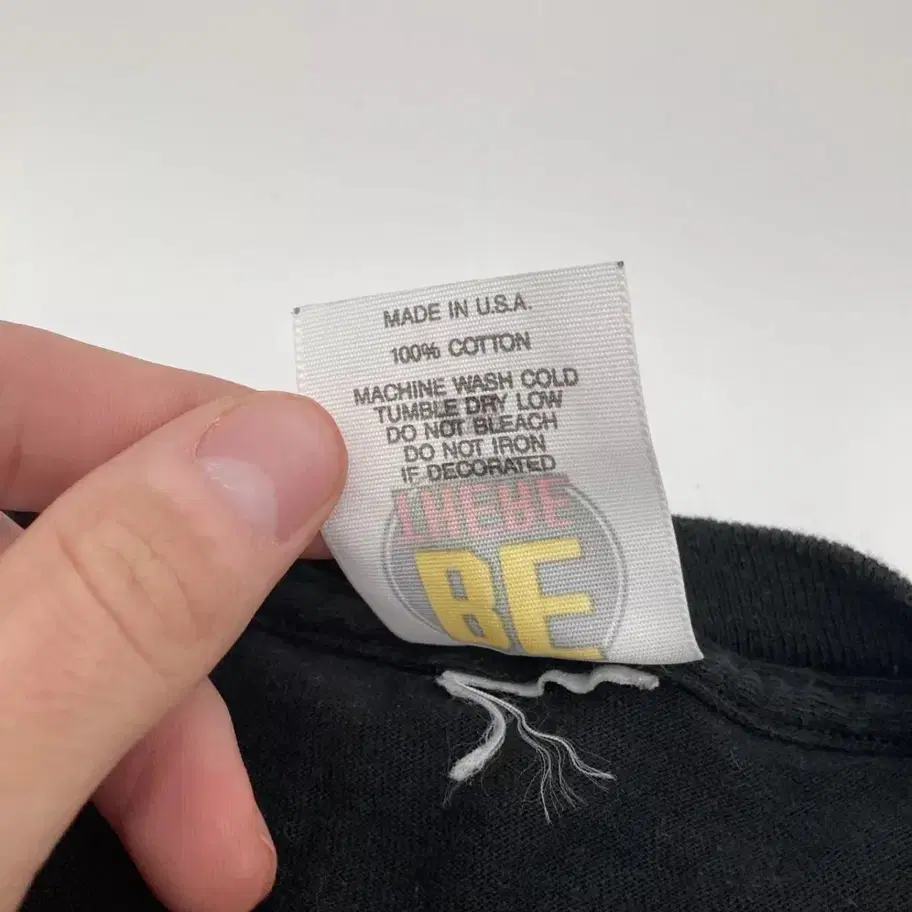 MADE IN U.S.A.
100% COTTON
MACHINE WASH COLD
TUMBLE DRY LOW
DO NOT BLEACH
DO NOT IRON
IF DECORATED
THERE
BE